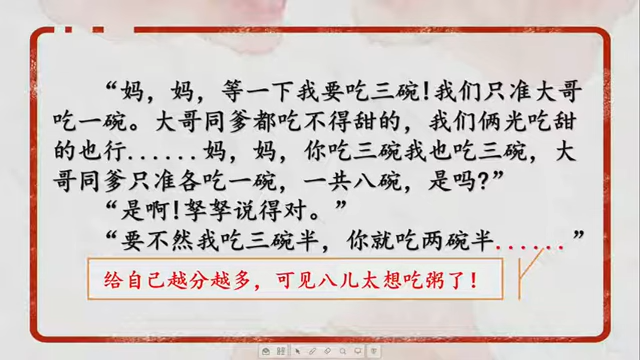 “妈，妈，等一下我要吃三碗!我们只准大哥
吃一碗。大哥同爹都吃不得甜的，我们俩光吃甜
的也行......妈，妈，你吃三碗我也吃三碗，大
哥同爹只准各吃一碗，一共八碗，是吗?”
“是啊!孥孥说得对。”
“要不然我吃三碗半，你就吃两碗半......”
给自己越分越多，可见八儿太想吃粥了！